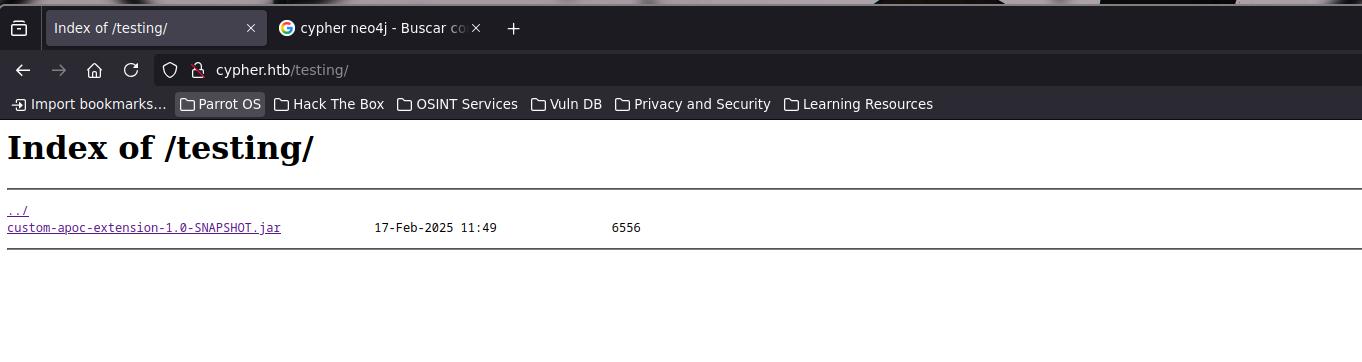 Index of /testing/
cypher neo4j - Buscar co
cypher.htb/testing/
Import bookmarks... Parrot OS Hack The Box OSINT Services Vuln DB Privacy and Security Learning Resources
Index of /testing/
../
custom-apoc-extension-1.0-SNAPSHOT.jar 17-Feb-2025 11:49 6556